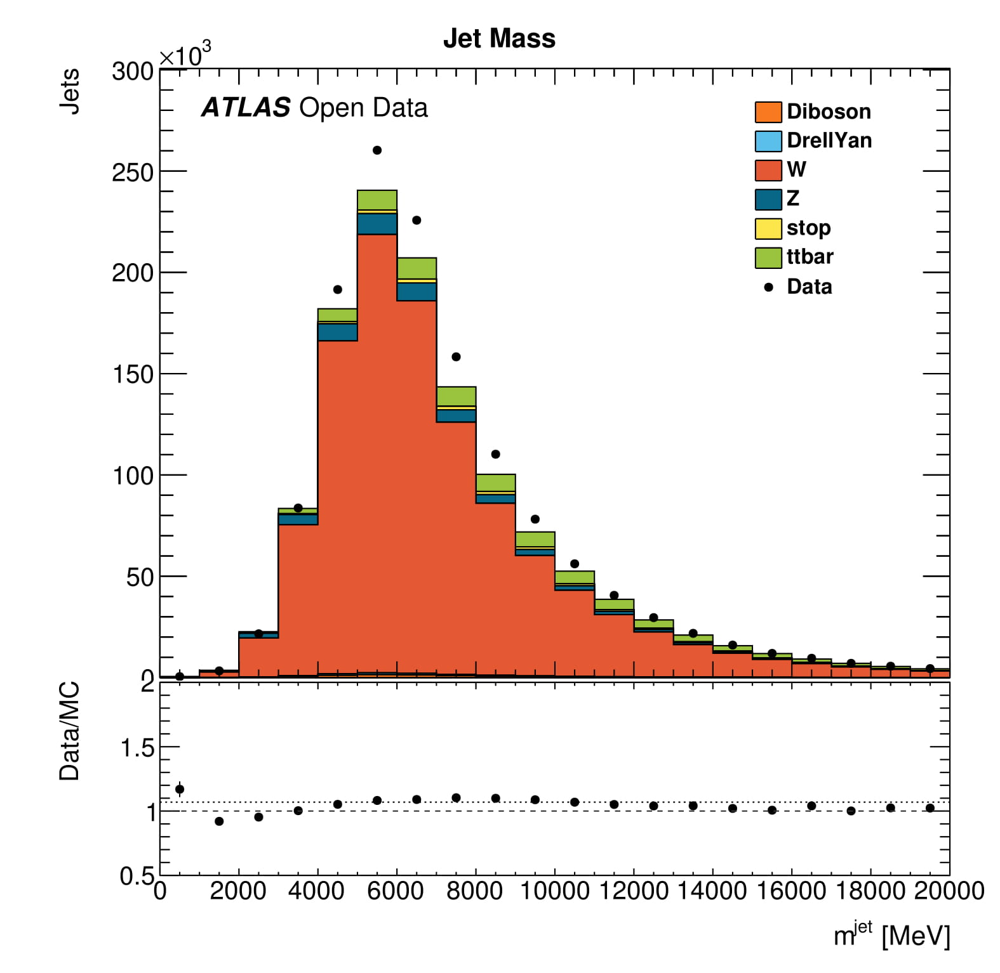 Jet Mass
×10³
Jets
300
250
200
150
100
50
0
ATLAS Open Data
Diboson
DrellYan
W
Z
stop
ttbar
Data
Data/MC
2
1.5
1
0.5
0 2000 4000 6000 8000 10000 12000 14000 16000 18000 20000
m^jet [MeV]